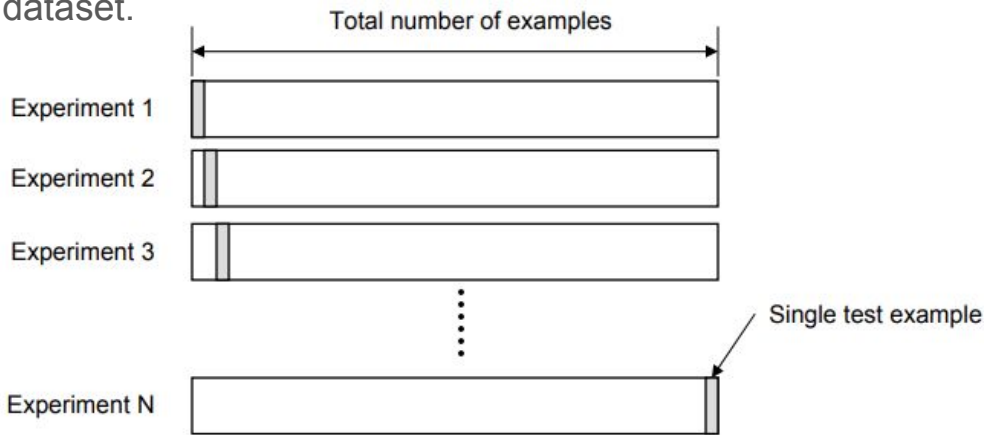 dataset.
Total number of examples
Experiment 1
Experiment 2
Experiment 3
Single test example
Experiment N